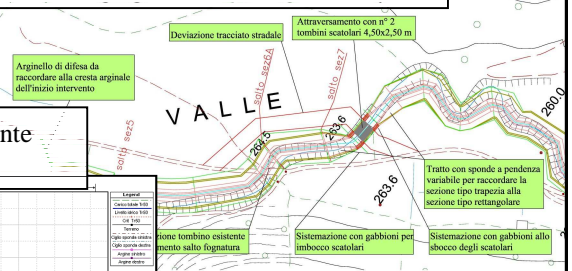 Attraversamento con n° 2
tombini scatolari 4,50x2,50 m
Deviazione tracciato stradale
Arginello di difesa da
raccordare alla cresta arginale
dell'inizio intervento
salto sez6A
salto sez7
VALLE
260.0
nte
salto sez5
264.5
263.6
263.6
Tratto con sponde a pendenza
variabile per raccordare la
sezione tipo trapezia alla
sezione tipo rettangolare
Legend
Carico totale Tr50
Livello idrico Tr50
Crit Tr50
Terreno
Ciglio sponda sinistra
Ciglio sponda destra
Argine sinistro
Argine destro
zione tombino esistente
mento salto fognatura
Sistemazione con gabbioni per
imbocco scatolari
Sistemazione con gabbioni allo
sbocco degli scatolari